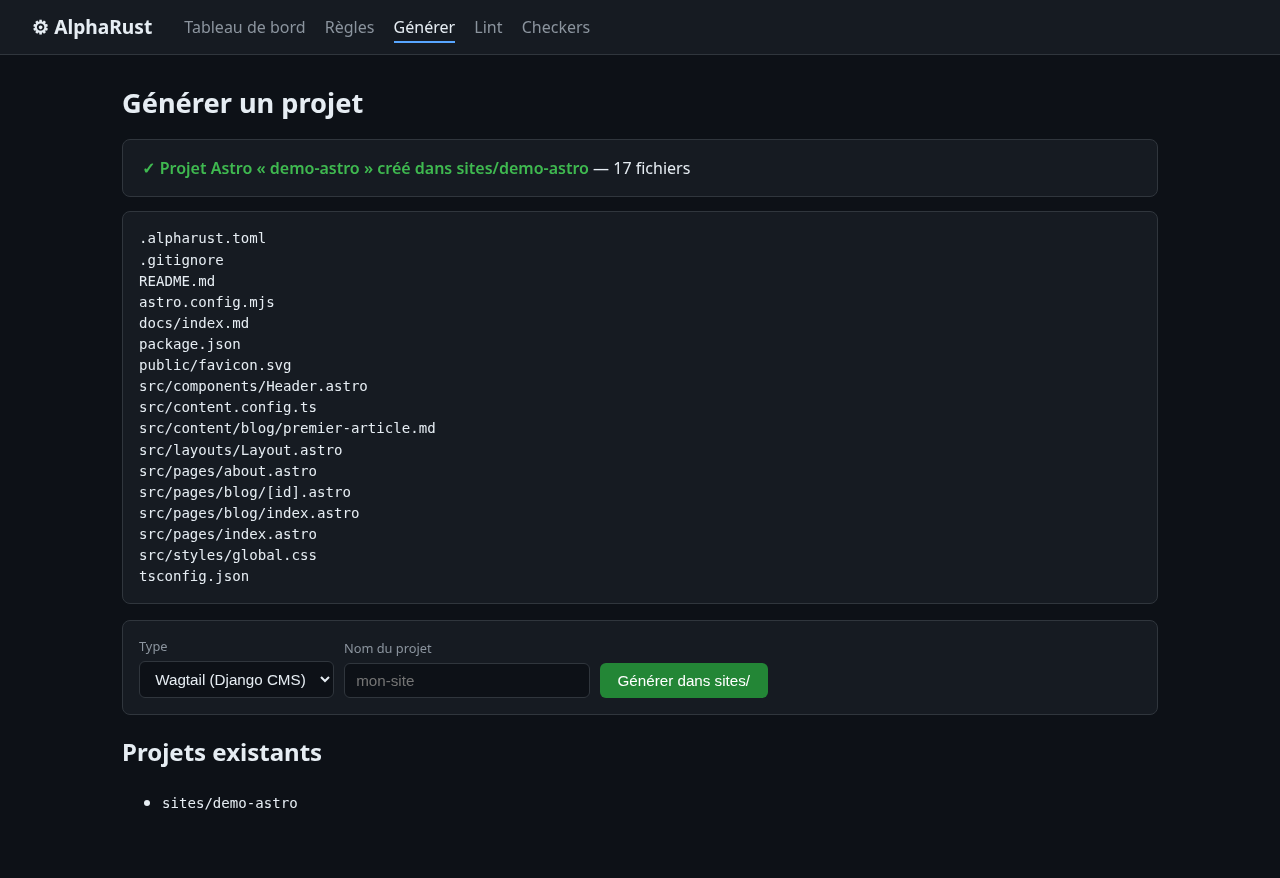 ⚙ AlphaRust Tableau de bord Règles Générer Lint Checkers
Générer un projet
✓ Projet Astro « demo-astro » créé dans sites/demo-astro — 17 fichiers
.alpharust.toml
.gitignore
README.md
astro.config.mjs
docs/index.md
package.json
public/favicon.svg
src/components/Header.astro
src/content.config.ts
src/content/blog/premier-article.md
src/layouts/Layout.astro
src/pages/about.astro
src/pages/blog/[id].astro
src/pages/blog/index.astro
src/pages/index.astro
src/styles/global.css
tsconfig.json
Type Nom du projet
Wagtail (Django CMS) mon-site Générer dans sites/
Projets existants
• sites/demo-astro